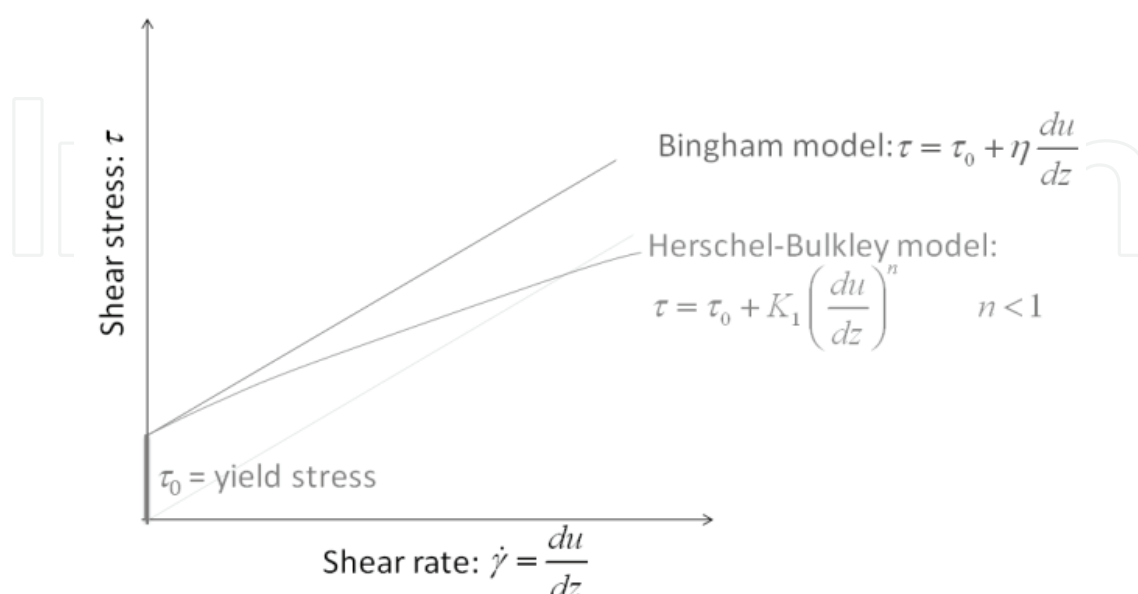 Shear stress: τ
Bingham model: τ = τ₀ + η du/dz
Herschel-Bulkley model:
τ = τ₀ + K₁ (du/dz)ⁿ n < 1
τ₀ = yield stress
Shear rate: γ̇ = du/dz